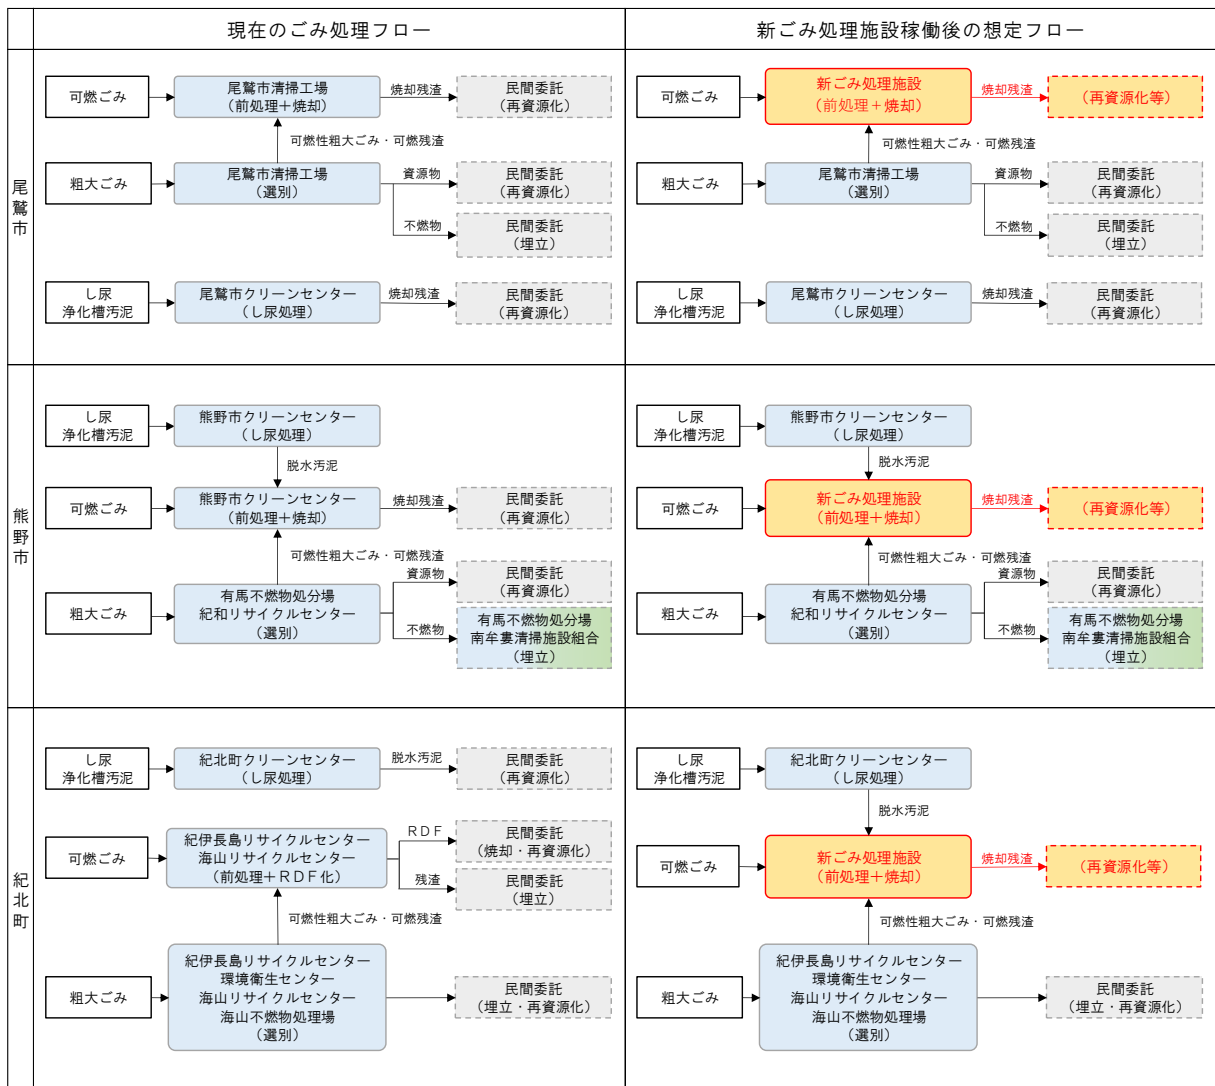 現在のごみ処理フロー
新ごみ処理施設稼働後の想定フロー
尾鷲市
可燃ごみ
尾鷲市清掃工場
(前処理+焼却)
焼却残渣
民間委託
(再資源化)
可燃性粗大ごみ・可燃残渣
粗大ごみ
尾鷲市清掃工場
(選別)
資源物
民間委託
(再資源化)
不燃物
民間委託
(埋立)
し尿
浄化槽汚泥
尾鷲市クリーンセンター
(し尿処理)
焼却残渣
民間委託
(再資源化)
可燃ごみ
新ごみ処理施設
(前処理+焼却)
焼却残渣
(再資源化等)
可燃性粗大ごみ・可燃残渣
粗大ごみ
尾鷲市清掃工場
(選別)
資源物
民間委託
(再資源化)
不燃物
民間委託
(埋立)
し尿
浄化槽汚泥
尾鷲市クリーンセンター
(し尿処理)
焼却残渣
民間委託
(再資源化)
熊野市
し尿
浄化槽汚泥
熊野市クリーンセンター
(し尿処理)
脱水汚泥
可燃ごみ
熊野市クリーンセンター
(前処理+焼却)
焼却残渣
民間委託
(再資源化)
可燃性粗大ごみ・可燃残渣
粗大ごみ
有馬不燃物処分場
紀和リサイクルセンター
(選別)
資源物
民間委託
(再資源化)
不燃物
有馬不燃物処分場
南牟婁清掃施設組合
(埋立)
し尿
浄化槽汚泥
熊野市クリーンセンター
(し尿処理)
脱水汚泥
可燃ごみ
新ごみ処理施設
(前処理+焼却)
焼却残渣
(再資源化等)
可燃性粗大ごみ・可燃残渣
粗大ごみ
有馬不燃物処分場
紀和リサイクルセンター
(選別)
資源物
民間委託
(再資源化)
不燃物
有馬不燃物処分場
南牟婁清掃施設組合
(埋立)
紀北町
し尿
浄化槽汚泥
紀北町クリーンセンター
(し尿処理)
脱水汚泥
民間委託
(再資源化)
可燃ごみ
紀伊長島リサイクルセンター
海山リサイクルセンター
(前処理+RDF化)
RDF
民間委託
(焼却・再資源化)
残渣
民間委託
(埋立)
可燃性粗大ごみ・可燃残渣
粗大ごみ
紀伊長島リサイクルセンター
環境衛生センター
海山リサイクルセンター
海山不燃物処理場
(選別)
民間委託
(埋立・再資源化)
し尿
浄化槽汚泥
紀北町クリーンセンター
(し尿処理)
脱水汚泥
可燃ごみ
新ごみ処理施設
(前処理+焼却)
焼却残渣
(再資源化等)
可燃性粗大ごみ・可燃残渣
粗大ごみ
紀伊長島リサイクルセンター
環境衛生センター
海山リサイクルセンター
海山不燃物処理場
(選別)
民間委託
(埋立・再資源化)